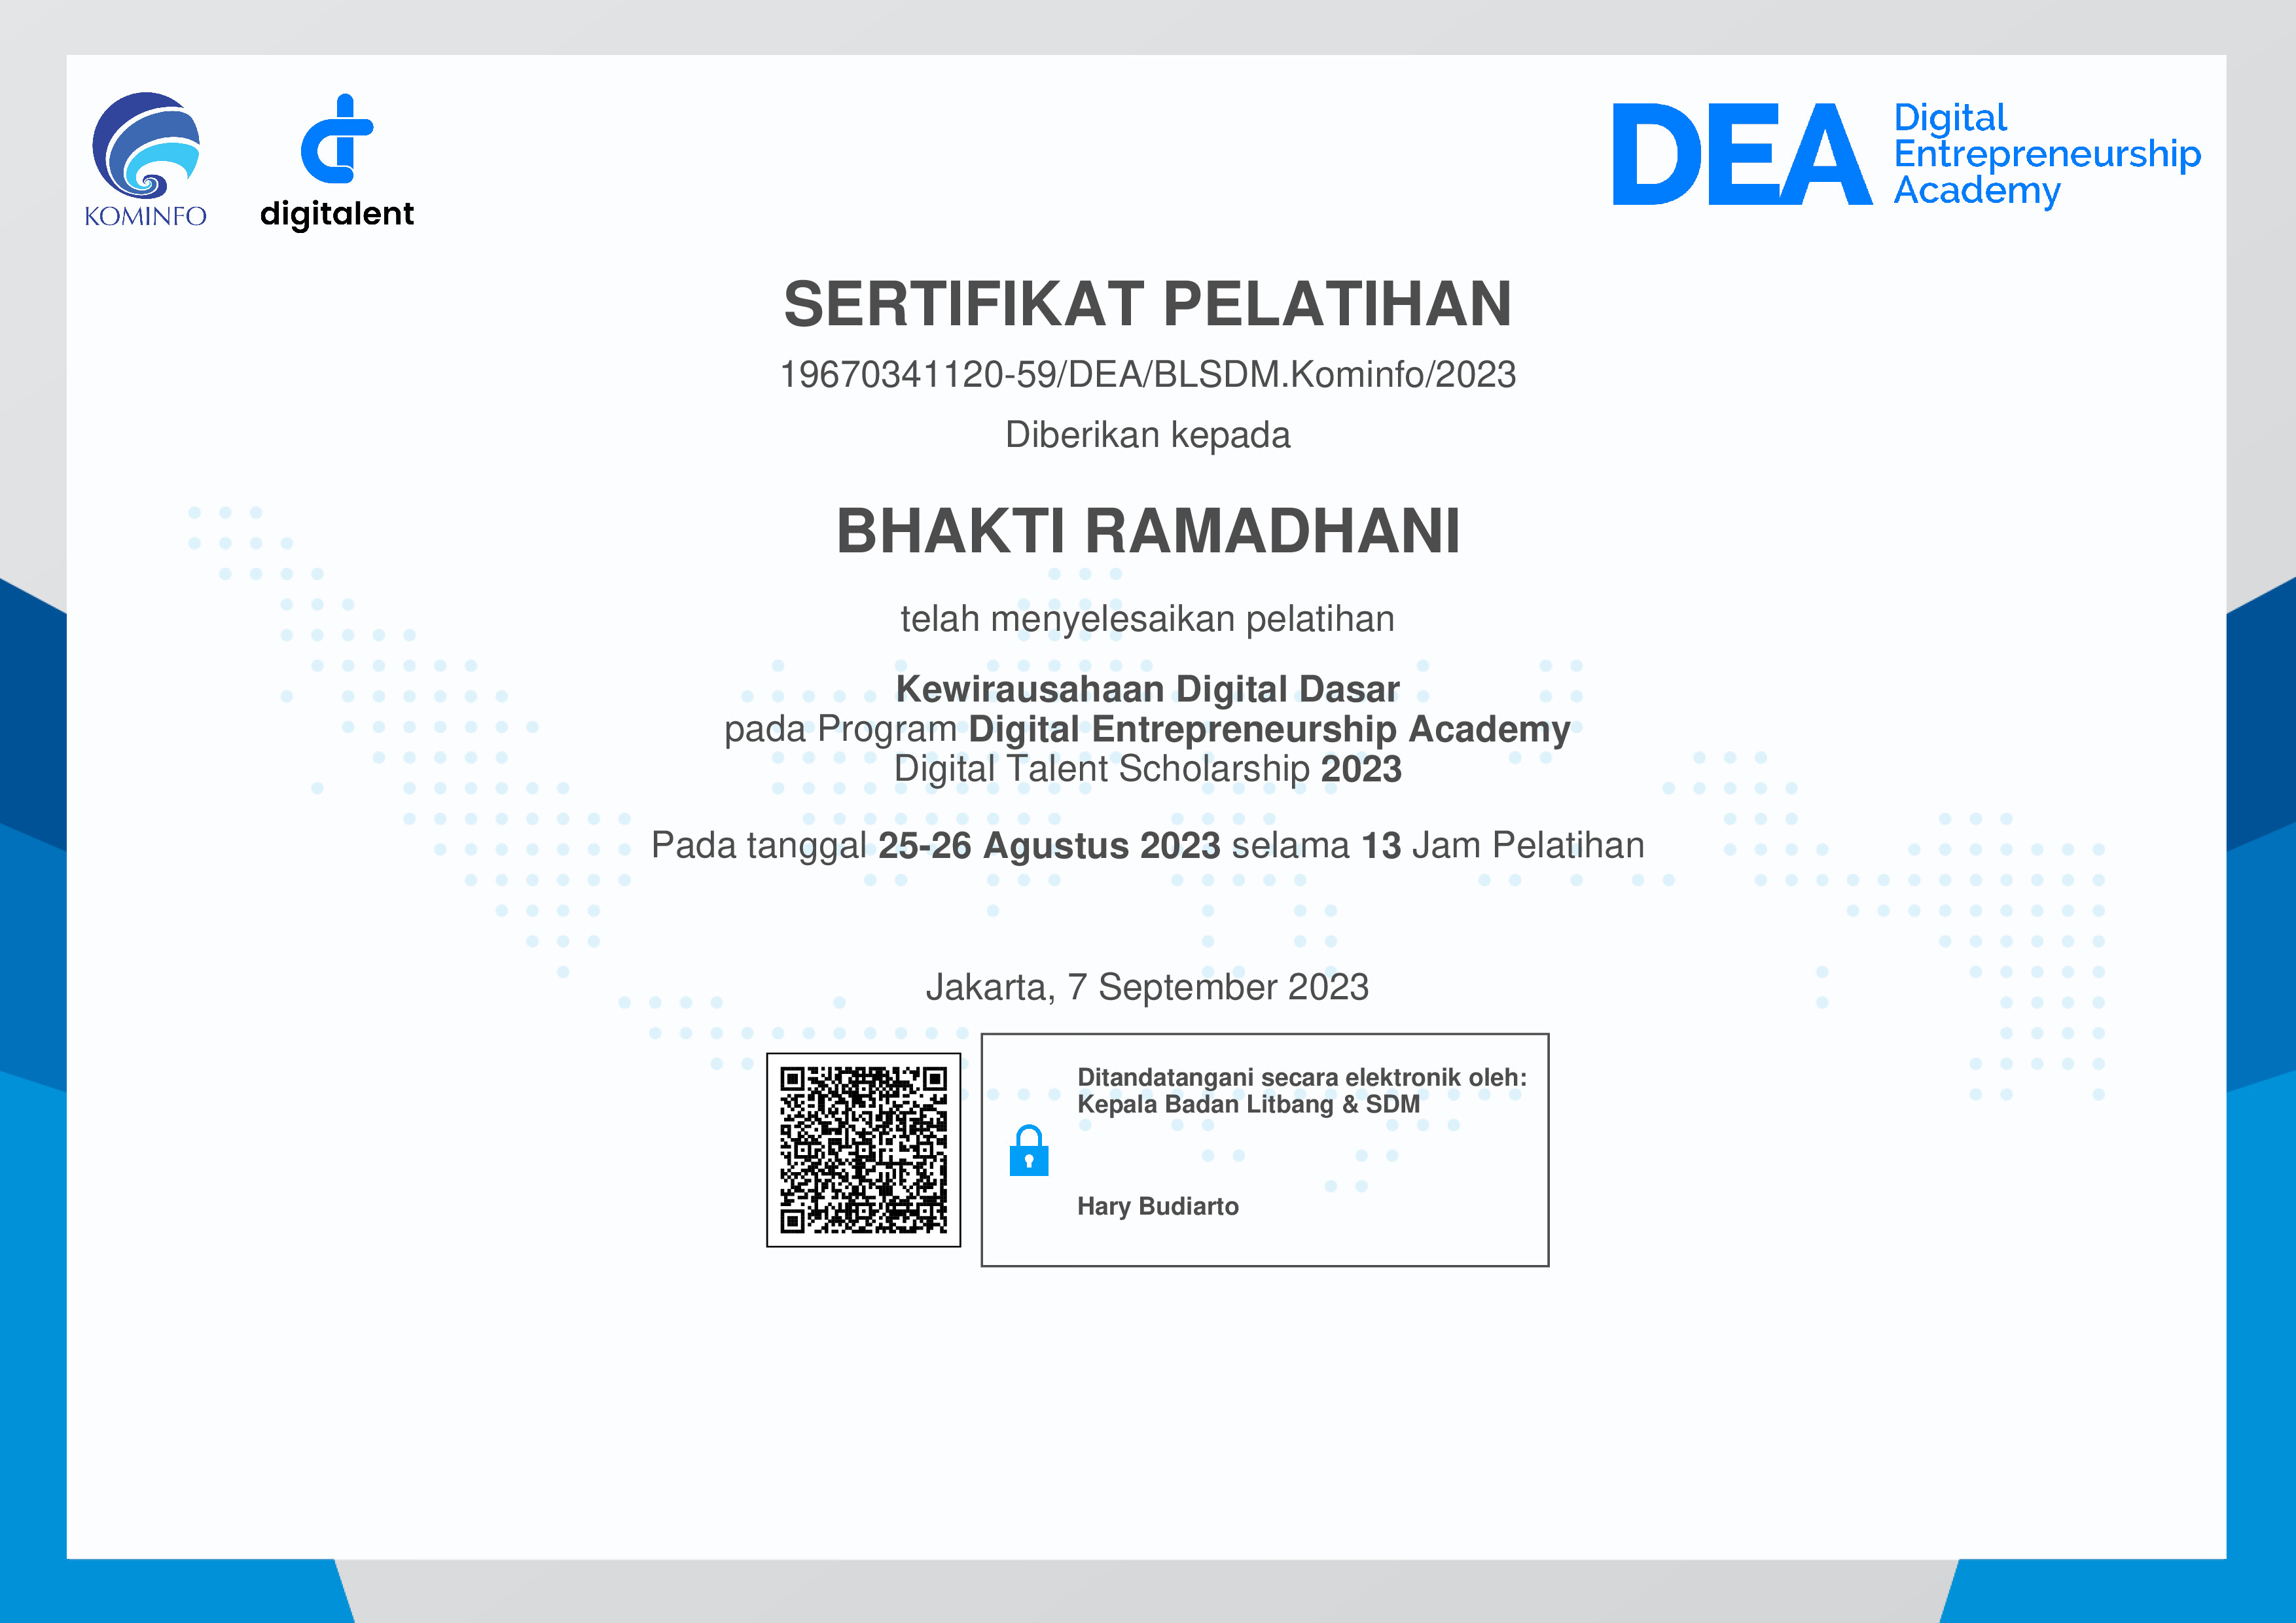 KOMINFO
digitalent
DEA
Digital
Entrepreneurship
Academy
SERTIFIKAT PELATIHAN
19670341120-59/DEA/BLSDM.Kominfo/2023
Diberikan kepada
BHAKTI RAMADHANI
telah menyelesaikan pelatihan
Kewirausahaan Digital Dasar
pada Program Digital Entrepreneurship Academy
Digital Talent Scholarship 2023
Pada tanggal 25-26 Agustus 2023 selama 13 Jam Pelatihan
Jakarta, 7 September 2023
Ditandatangani secara elektronik oleh:
Kepala Badan Litbang & SDM
Hary Budiarto